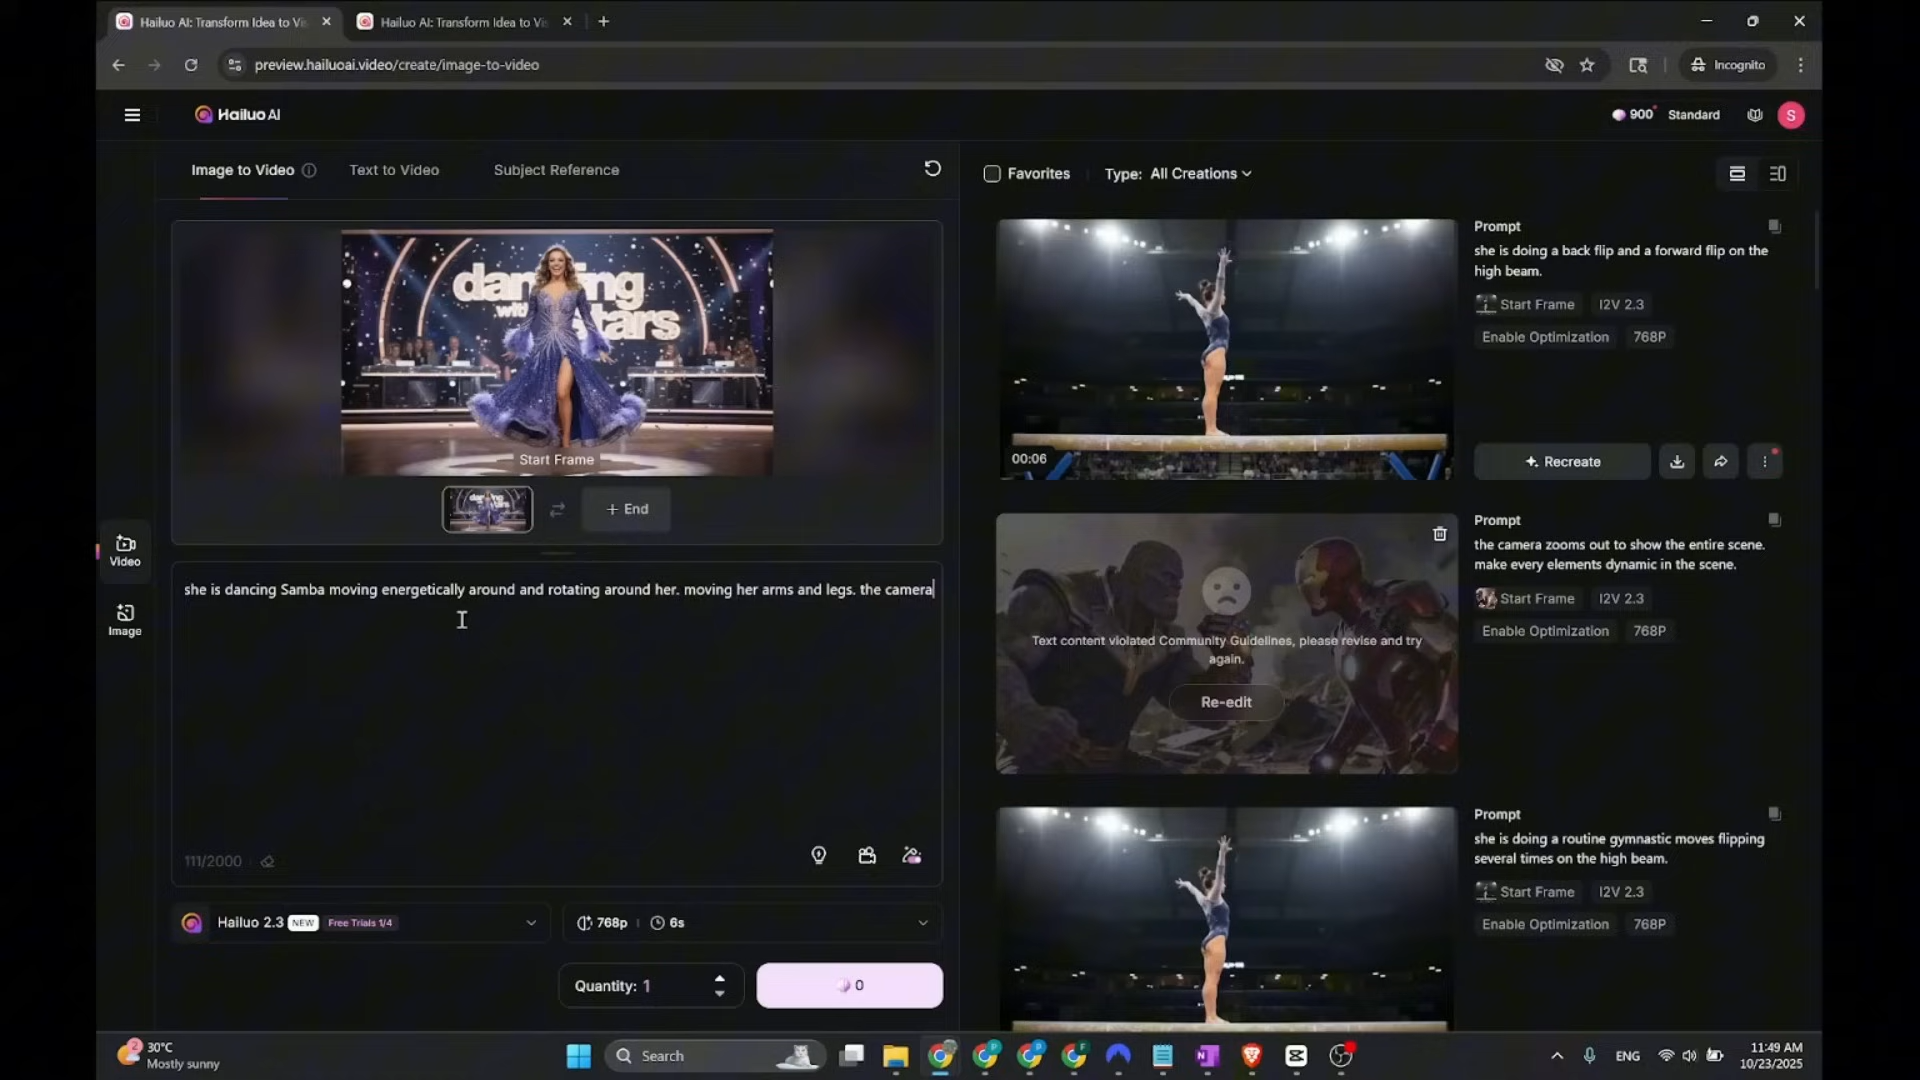 Hailuo AI: Transform Idea to Vis
Hailuo AI: Transform Idea to Vis
preview.hailuoai.video/create/image-to-video
Incognito
Hailuo AI
900
Standard
S
Image to Video
Text to Video
Subject Reference
Favorites
Type: All Creations
dancing
with the
stars
Start Frame
+ End
Video
Image
she is dancing Samba moving energetically around and rotating around her. moving her arms and legs. the camera
111/2000
Hailuo 2.3 NEW Free Trials 1/4
768p
6s
Quantity: 1
0
00:06
Prompt
she is doing a back flip and a forward flip on the
high beam.
Start Frame
I2V 2.3
Enable Optimization
768P
Recreate
Text content violated Community Guidelines, please revise and try
again.
Re-edit
Prompt
the camera zooms out to show the entire scene.
make every elements dynamic in the scene.
Start Frame
I2V 2.3
Enable Optimization
768P
Prompt
she is doing a routine gymnastic moves flipping
several times on the high beam.
Start Frame
I2V 2.3
Enable Optimization
768P
2
30°C
Mostly sunny
Search
ENG
11:49 AM
10/23/2025